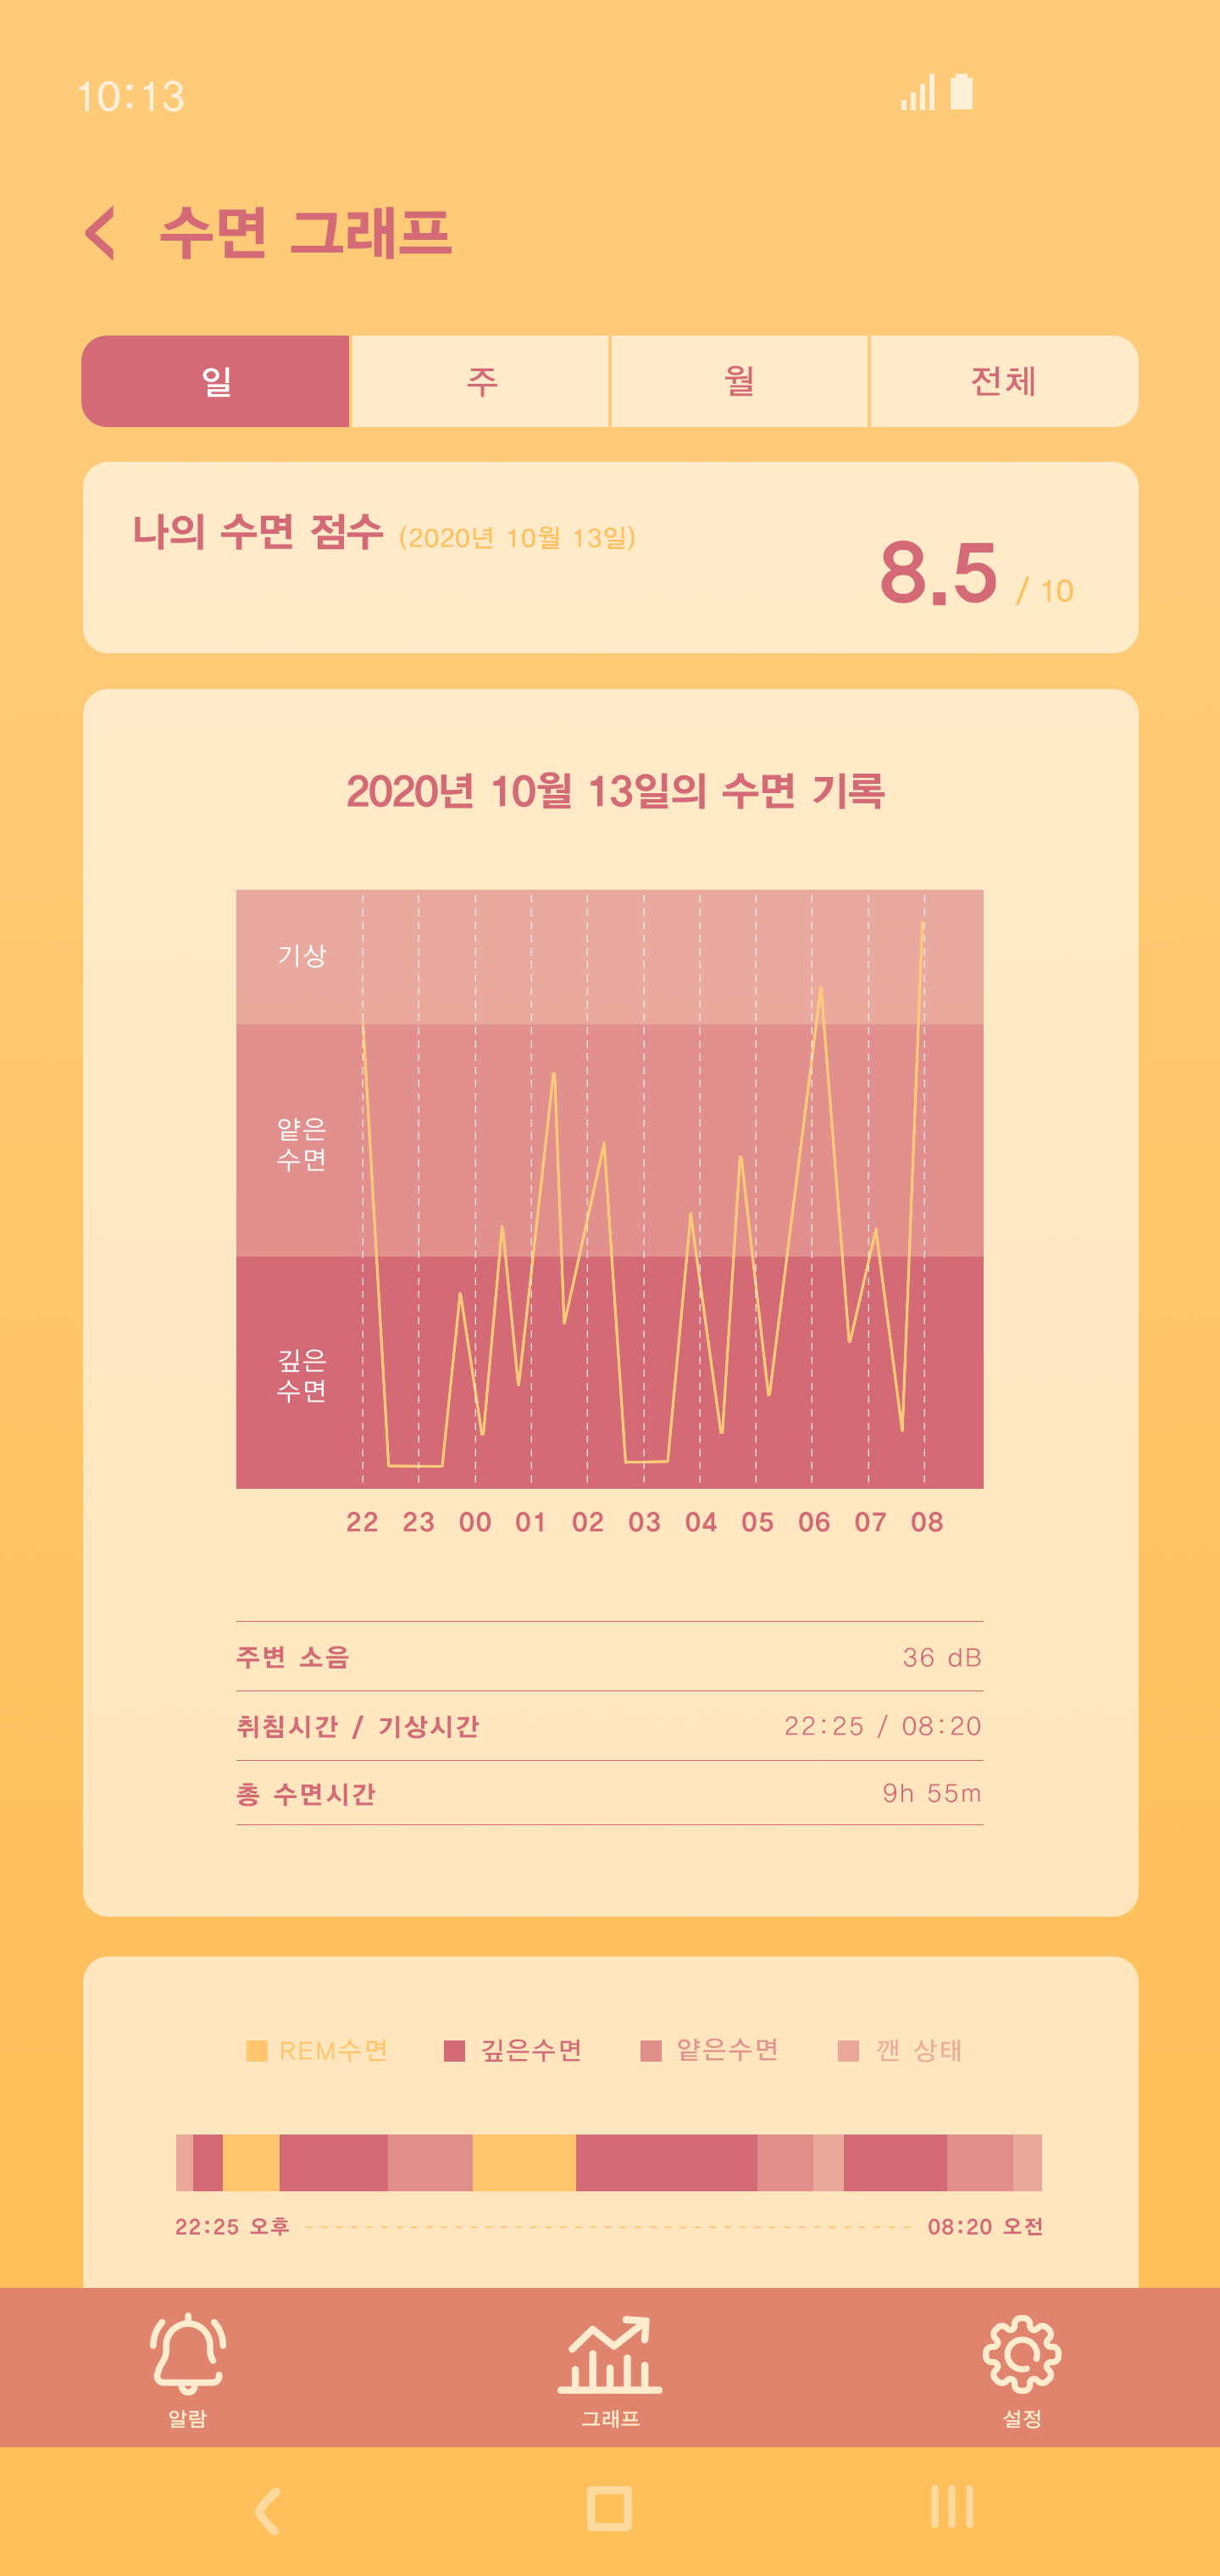 10:13
수면 그래프
일 주 월 전체
나의 수면 점수 (2020년 10월 13일)
8.5 / 10
2020년 10월 13일의 수면 기록
기상
얕은
수면
깊은
수면
22 23 00 01 02 03 04 05 06 07 08
주변 소음 36 dB
취침시간 / 기상시간 22:25 / 08:20
총 수면시간 9h 55m
REM수면 깊은수면 얕은수면 깬 상태
22:25 오후 08:20 오전
알람 그래프 설정